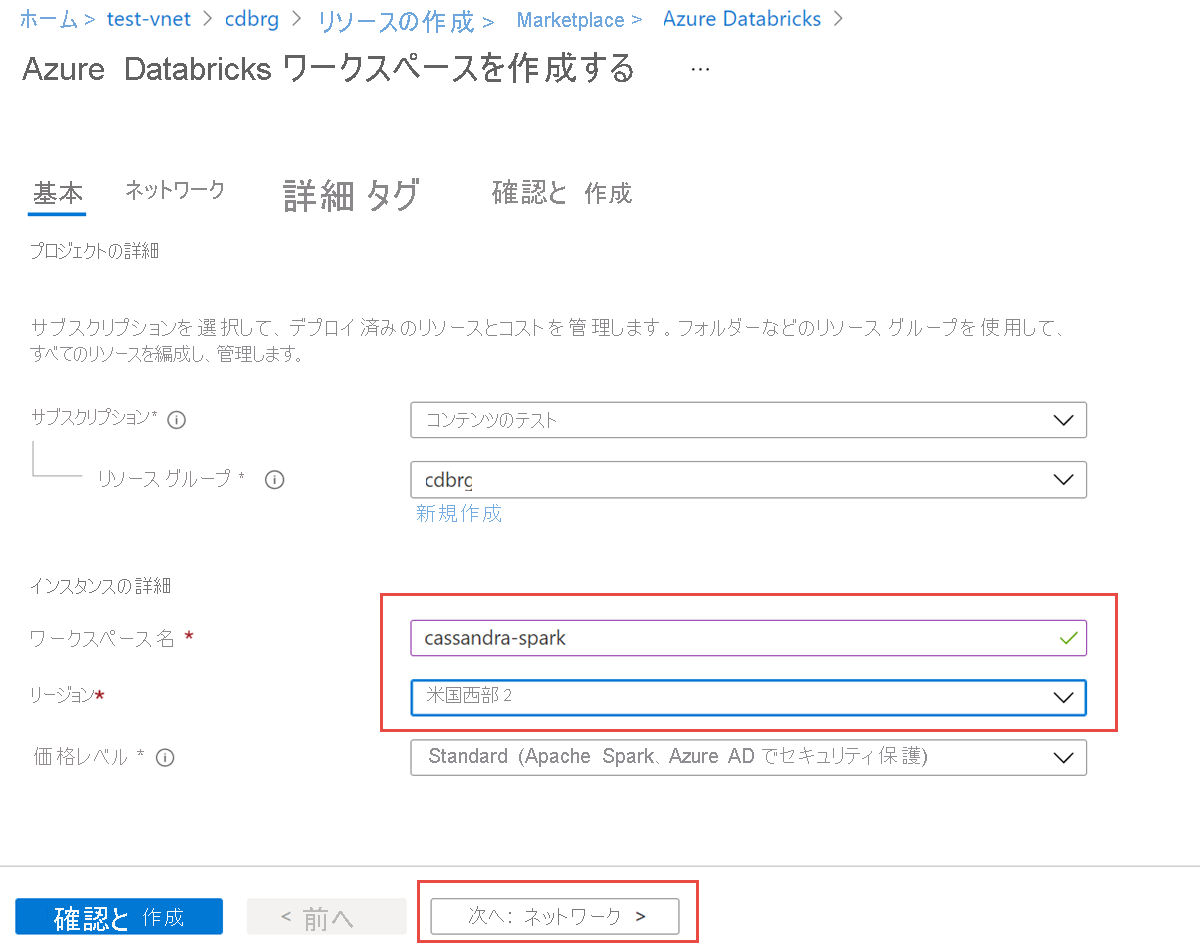 ホーム > test-vnet > cdbrg > リソースの作成 > Marketplace > Azure Databricks >
Azure Databricks ワークスペースを作成する ...
基本 ネットワーク 詳細 タグ 確認と 作成
プロジェクトの詳細
サブスクリプションを選択して、デプロイ済みのリソースとコストを管理します。フォルダーなどのリソース グループを使用して、
すべてのリソースを編成し、管理します。
サブスクリプション* コンテンツのテスト
リソース グループ * cdbrg
新規作成
インスタンスの詳細
ワークスペース名 * cassandra-spark
リージョン* 米国西部 2
価格レベル * Standard (Apache Spark、Azure AD でセキュリティ保護)
確認と 作成 < 前へ 次へ: ネットワーク >